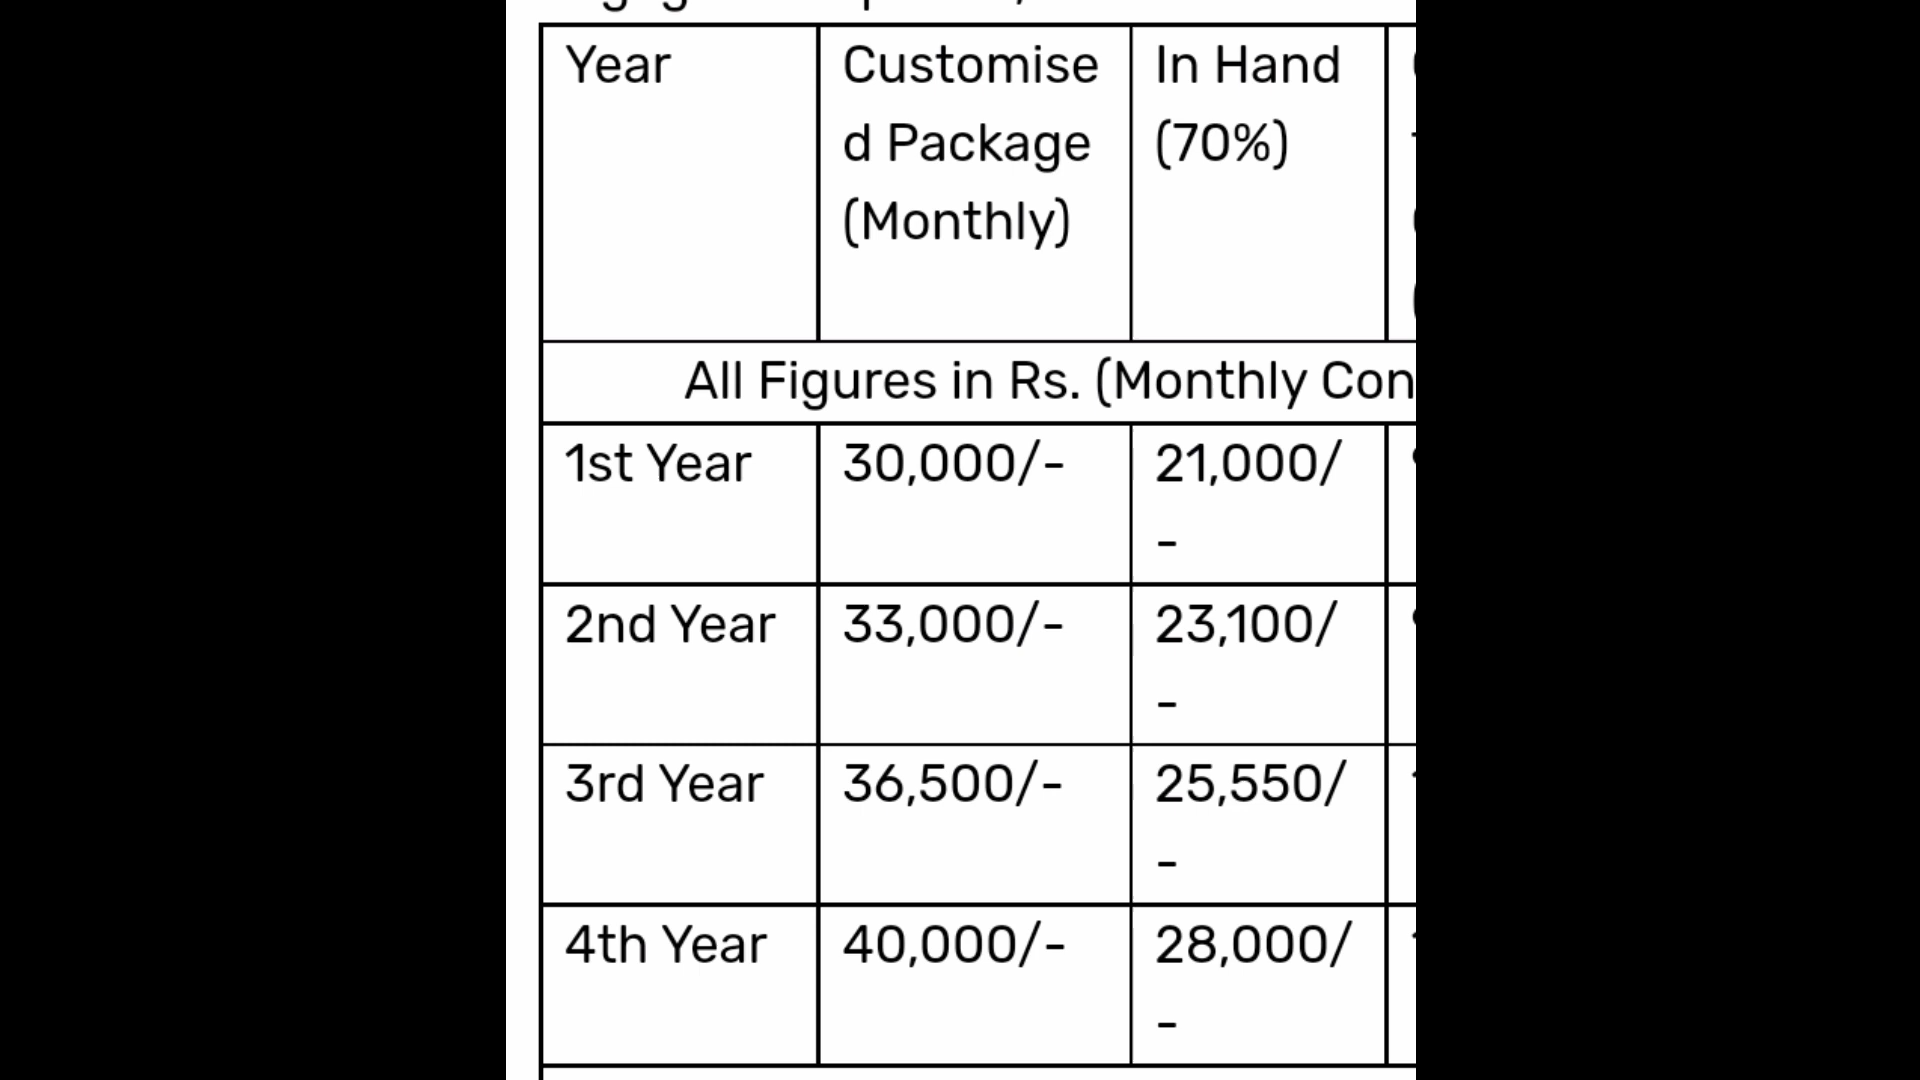 Year
Customise
d Package
(Monthly)
In Hand
(70%)
All Figures in Rs. (Monthly Con
1st Year
30,000/-
21,000/
-
2nd Year
33,000/-
23,100/
-
3rd Year
36,500/-
25,550/
-
4th Year
40,000/-
28,000/
-